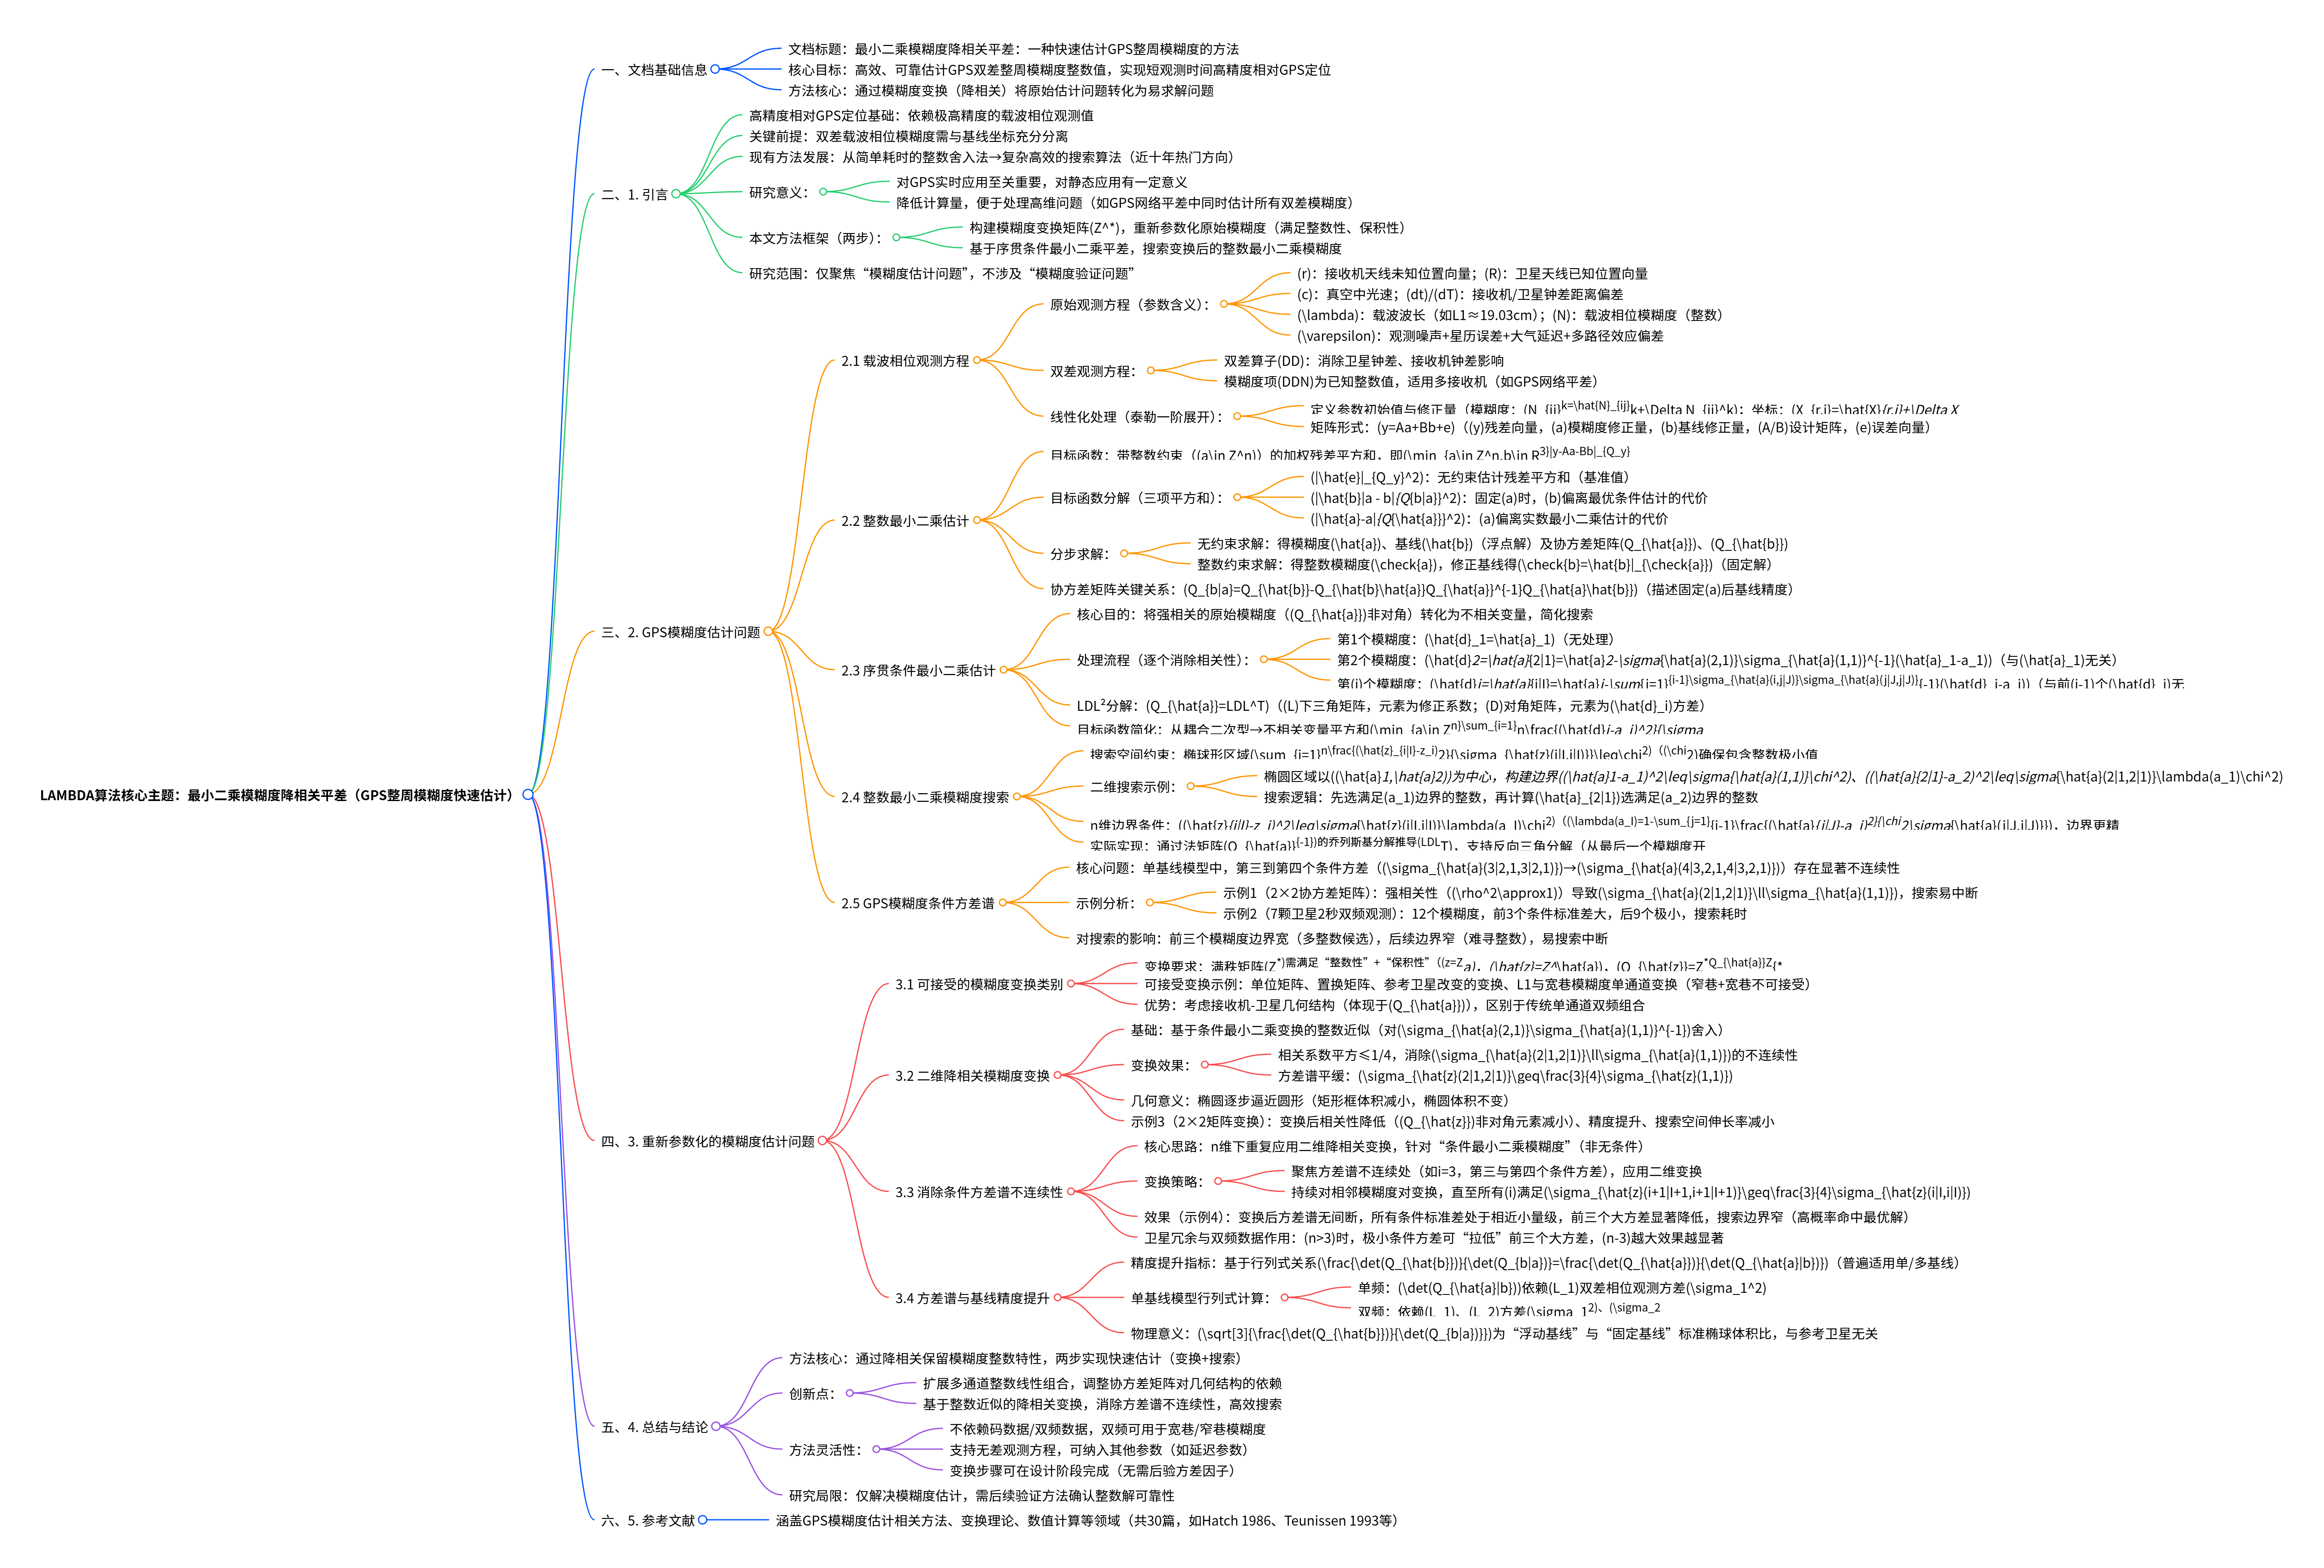 LAMBDA算法核心主题：最小二乘模糊度降相关平差（GPS整周模糊度快速估计）
一、文档基础信息
文档标题：最小二乘模糊度降相关平差：一种快速估计GPS整周模糊度的方法
核心目标：高效、可靠估计GPS双差整周模糊度整数值，实现短观测时间高精度相对GPS定位
方法核心：通过模糊度变换（降相关）将原始估计问题转化为易求解问题
二、1. 引言
高精度相对GPS定位基础：依赖极高精度的载波相位观测值
关键前提：双差载波相位模糊度需与基线坐标充分分离
现有方法发展：从简单耗时的整数舍入法→复杂高效的搜索算法（近十年热门方向）
研究意义：
对GPS实时应用至关重要，对静态应用有一定意义
降低计算量，便于处理高维问题（如GPS网络平差中同时估计所有双差模糊度）
本文方法框架（两步）：
构建模糊度变换矩阵(Z^*)，重新参数化原始模糊度（满足整数性、保积性）
基于序贯条件最小二乘平差，搜索变换后的整数最小二乘模糊度
研究范围：仅聚焦“模糊度估计问题”，不涉及“模糊度验证问题”
三、2. GPS模糊度估计问题
2.1 载波相位观测方程
原始观测方程（参数含义）：
(r)：接收机天线未知位置向量；(R)：卫星天线已知位置向量
(c)：真空中光速；(dt)/(dT)：接收机/卫星钟差距离偏差
(\lambda)：载波波长（如L1≈19.03cm）；(N)：载波相位模糊度（整数）
(\varepsilon)：观测噪声+星历误差+大气延迟+多路径效应偏差
双差观测方程：
双差算子(DD)：消除卫星钟差、接收机钟差影响
模糊度项(DDN)为已知整数值，适用多接收机（如GPS网络平差）
线性化处理（泰勒一阶展开）：
定义参数初始值与修正量（模糊度：(N_{ij}k=\hat{N}_{ij}k+\Delta N_{ij}^k)；坐标：(X_{r,i}=\hat{X}{r,i}+\Delta X
矩阵形式：(y=Aa+Bb+e)（(y)残差向量，(a)模糊度修正量，(b)基线修正量，(A/B)设计矩阵，(e)误差向量）
2.2 整数最小二乘估计
目标函数：带整数约束（(a\in Z^n)）的加权残差平方和，即(\min_{a\in Z^n,b\in R3}|y-Aa-Bb|_{Q_y}
目标函数分解（三项平方和）：
(|\hat{e}|_{Q_y}^2)：无约束估计残差平方和（基准值）
(|\hat{b}|a - b|{Q{b|a}}^2)：固定(a)时，(b)偏离最优条件估计的代价
(|\hat{a}-a|{Q{\hat{a}}}^2)：(a)偏离实数最小二乘估计的代价
分步求解：
无约束求解：得模糊度(\hat{a})、基线(\hat{b})（浮点解）及协方差矩阵(Q_{\hat{a}})、(Q_{\hat{b}})
整数约束求解：得整数模糊度(\check{a})，修正基线得(\check{b}=\hat{b}|_{\check{a}})（固定解）
协方差矩阵关键关系：(Q_{b|a}=Q_{\hat{b}}-Q_{\hat{b}\hat{a}}Q_{\hat{a}}^{-1}Q_{\hat{a}\hat{b}})（描述固定(a)后基线精度）
2.3 序贯条件最小二乘估计
核心目的：将强相关的原始模糊度（(Q_{\hat{a}})非对角）转化为不相关变量，简化搜索
处理流程（逐个消除相关性）：
第1个模糊度：(\hat{d}_1=\hat{a}_1)（无处理）
第2个模糊度：(\hat{d}2=\hat{a}{2|1}=\hat{a}2-\sigma{\hat{a}(2,1)}\sigma_{\hat{a}(1,1)}^{-1}(\hat{a}_1-a_1))（与(\hat{a}_1)无关）
第(i)个模糊度：(\hat{d}i=\hat{a}{i|I}=\hat{a}i-\sum{j=1}{i-1}\sigma_{\hat{a}(i,j|J)}\sigma_{\hat{a}(j|J,j|J)}{-1}(\hat{d}_j-a_j))（与前(i-1)个(\hat{d}_j)无
LDL²分解：(Q_{\hat{a}}=LDL^T)（(L)下三角矩阵，元素为修正系数；(D)对角矩阵，元素为(\hat{d}_i)方差）
目标函数简化：从耦合二次型→不相关变量平方和(\min_{a\in Zn}\sum_{i=1}n\frac{(\hat{d}i-a_i)^2}{\sigma
2.4 整数最小二乘模糊度搜索
搜索空间约束：椭球形区域(\sum_{i=1}n\frac{(\hat{z}_{i|I}-z_i)2}{\sigma_{\hat{z}(i|I,i|I)}}\leq\chi2)（(\chi2)确保包含整数极小值
二维搜索示例：
椭圆区域以((\hat{a}1,\hat{a}2))为中心，构建边界((\hat{a}1-a_1)^2\leq\sigma{\hat{a}(1,1)}\chi^2)、((\hat{a}{2|1}-a_2)^2\leq\sigma{\hat{a}(2|1,2|1)}\lambda(a_1)\chi^2)
搜索逻辑：先选满足(a_1)边界的整数，再计算(\hat{a}_{2|1})选满足(a_2)边界的整数
n维边界条件：((\hat{z}{i|I}-z_i)^2\leq\sigma{\hat{z}(i|I,i|I)}\lambda(a_I)\chi2)（(\lambda(a_I)=1-\sum_{j=1}{i-1}\frac{(\hat{a}{j|J}-a_j)2}{\chi2\sigma{\hat{a}(j|J,j|J)}})，边界更精
实际实现：通过法矩阵(Q_{\hat{a}}{-1})的乔列斯基分解推导(LDLT)，支持反向三角分解（从最后一个模糊度开
2.5 GPS模糊度条件方差谱
核心问题：单基线模型中，第三到第四个条件方差（(\sigma_{\hat{a}(3|2,1,3|2,1)})→(\sigma_{\hat{a}(4|3,2,1,4|3,2,1)})）存在显著不连续性
示例分析：
示例1（2×2协方差矩阵）：强相关性（(\rho^2\approx1)）导致(\sigma_{\hat{a}(2|1,2|1)}\ll\sigma_{\hat{a}(1,1)})，搜索易中断
示例2（7颗卫星2秒双频观测）：12个模糊度，前3个条件标准差大，后9个极小，搜索耗时
对搜索的影响：前三个模糊度边界宽（多整数候选），后续边界窄（难寻整数），易搜索中断
四、3. 重新参数化的模糊度估计问题
3.1 可接受的模糊度变换类别
变换要求：满秩矩阵(Z*)需满足“整数性”+“保积性”（(z=Za)，(\hat{z}=Z^\hat{a})，(Q_{\hat{z}}=Z*Q_{\hat{a}}Z{*
可接受变换示例：单位矩阵、置换矩阵、参考卫星改变的变换、L1与宽巷模糊度单通道变换（窄巷+宽巷不可接受）
优势：考虑接收机-卫星几何结构（体现于(Q_{\hat{a}})），区别于传统单通道双频组合
3.2 二维降相关模糊度变换
基础：基于条件最小二乘变换的整数近似（对(\sigma_{\hat{a}(2,1)}\sigma_{\hat{a}(1,1)}^{-1})舍入）
变换效果：
相关系数平方≤1/4，消除(\sigma_{\hat{a}(2|1,2|1)}\ll\sigma_{\hat{a}(1,1)})的不连续性
方差谱平缓：(\sigma_{\hat{z}(2|1,2|1)}\geq\frac{3}{4}\sigma_{\hat{z}(1,1)})
几何意义：椭圆逐步逼近圆形（矩形框体积减小，椭圆体积不变）
示例3（2×2矩阵变换）：变换后相关性降低（(Q_{\hat{z}})非对角元素减小）、精度提升、搜索空间伸长率减小
3.3 消除条件方差谱不连续性
核心思路：n维下重复应用二维降相关变换，针对“条件最小二乘模糊度”（非无条件）
变换策略：
聚焦方差谱不连续处（如i=3，第三与第四个条件方差），应用二维变换
持续对相邻模糊度对变换，直至所有(i)满足(\sigma_{\hat{z}(i+1|I+1,i+1|I+1)}\geq\frac{3}{4}\sigma_{\hat{z}(i|I,i|I)})
效果（示例4）：变换后方差谱无间断，所有条件标准差处于相近小量级，前三个大方差显著降低，搜索边界窄（高概率命中最优解）
卫星冗余与双频数据作用：(n>3)时，极小条件方差可“拉低”前三个大方差，(n-3)越大效果越显著
3.4 方差谱与基线精度提升
精度提升指标：基于行列式关系(\frac{\det(Q_{\hat{b}})}{\det(Q_{b|a})}=\frac{\det(Q_{\hat{a}})}{\det(Q_{\hat{a}|b})})（普遍适用单/多基线）
单基线模型行列式计算：
单频：(\det(Q_{\hat{a}|b}))依赖(L_1)双差相位观测方差(\sigma_1^2)
双频：依赖(L_1)、(L_2)方差(\sigma_12)、(\sigma_2
物理意义：(\sqrt[3]{\frac{\det(Q_{\hat{b}})}{\det(Q_{b|a})}})为“浮动基线”与“固定基线”标准椭球体积比，与参考卫星无关
五、4. 总结与结论
方法核心：通过降相关保留模糊度整数特性，两步实现快速估计（变换+搜索）
创新点：
扩展多通道整数线性组合，调整协方差矩阵对几何结构的依赖
基于整数近似的降相关变换，消除方差谱不连续性，高效搜索
方法灵活性：
不依赖码数据/双频数据，双频可用于宽巷/窄巷模糊度
支持无差观测方程，可纳入其他参数（如延迟参数）
变换步骤可在设计阶段完成（无需后验方差因子）
研究局限：仅解决模糊度估计，需后续验证方法确认整数解可靠性
六、5. 参考文献
涵盖GPS模糊度估计相关方法、变换理论、数值计算等领域（共30篇，如Hatch 1986、Teunissen 1993等）